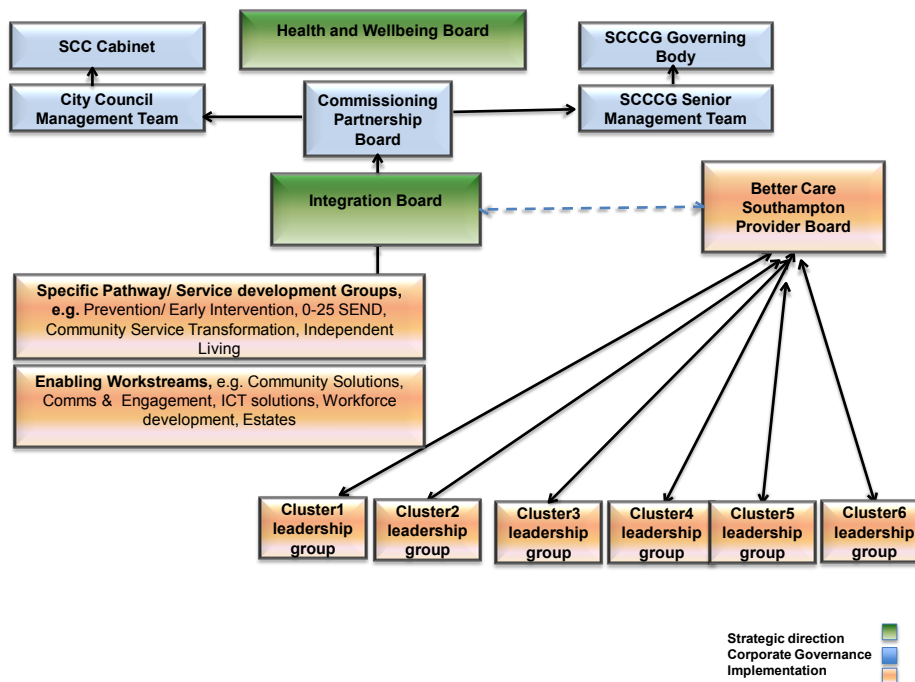 Health and Wellbeing Board
SCC Cabinet
SCCCG Governing
Body
City Council
Management Team
Commissioning
Partnership
Board
SCCCG Senior
Management Team
Integration Board
Better Care
Southampton
Provider Board
Specific Pathway/ Service development Groups,
e.g. Prevention/ Early Intervention, 0-25 SEND,
Community Service Transformation, Independent
Living
Enabling Workstreams, e.g. Community Solutions,
Comms & Engagement, ICT solutions, Workforce
development, Estates
Cluster1
leadership
group
Cluster2
leadership
group
Cluster3
leadership
group
Cluster4
leadership
group
Cluster5
leadership
group
Cluster6
leadership
group
Strategic direction
Corporate Governance
Implementation